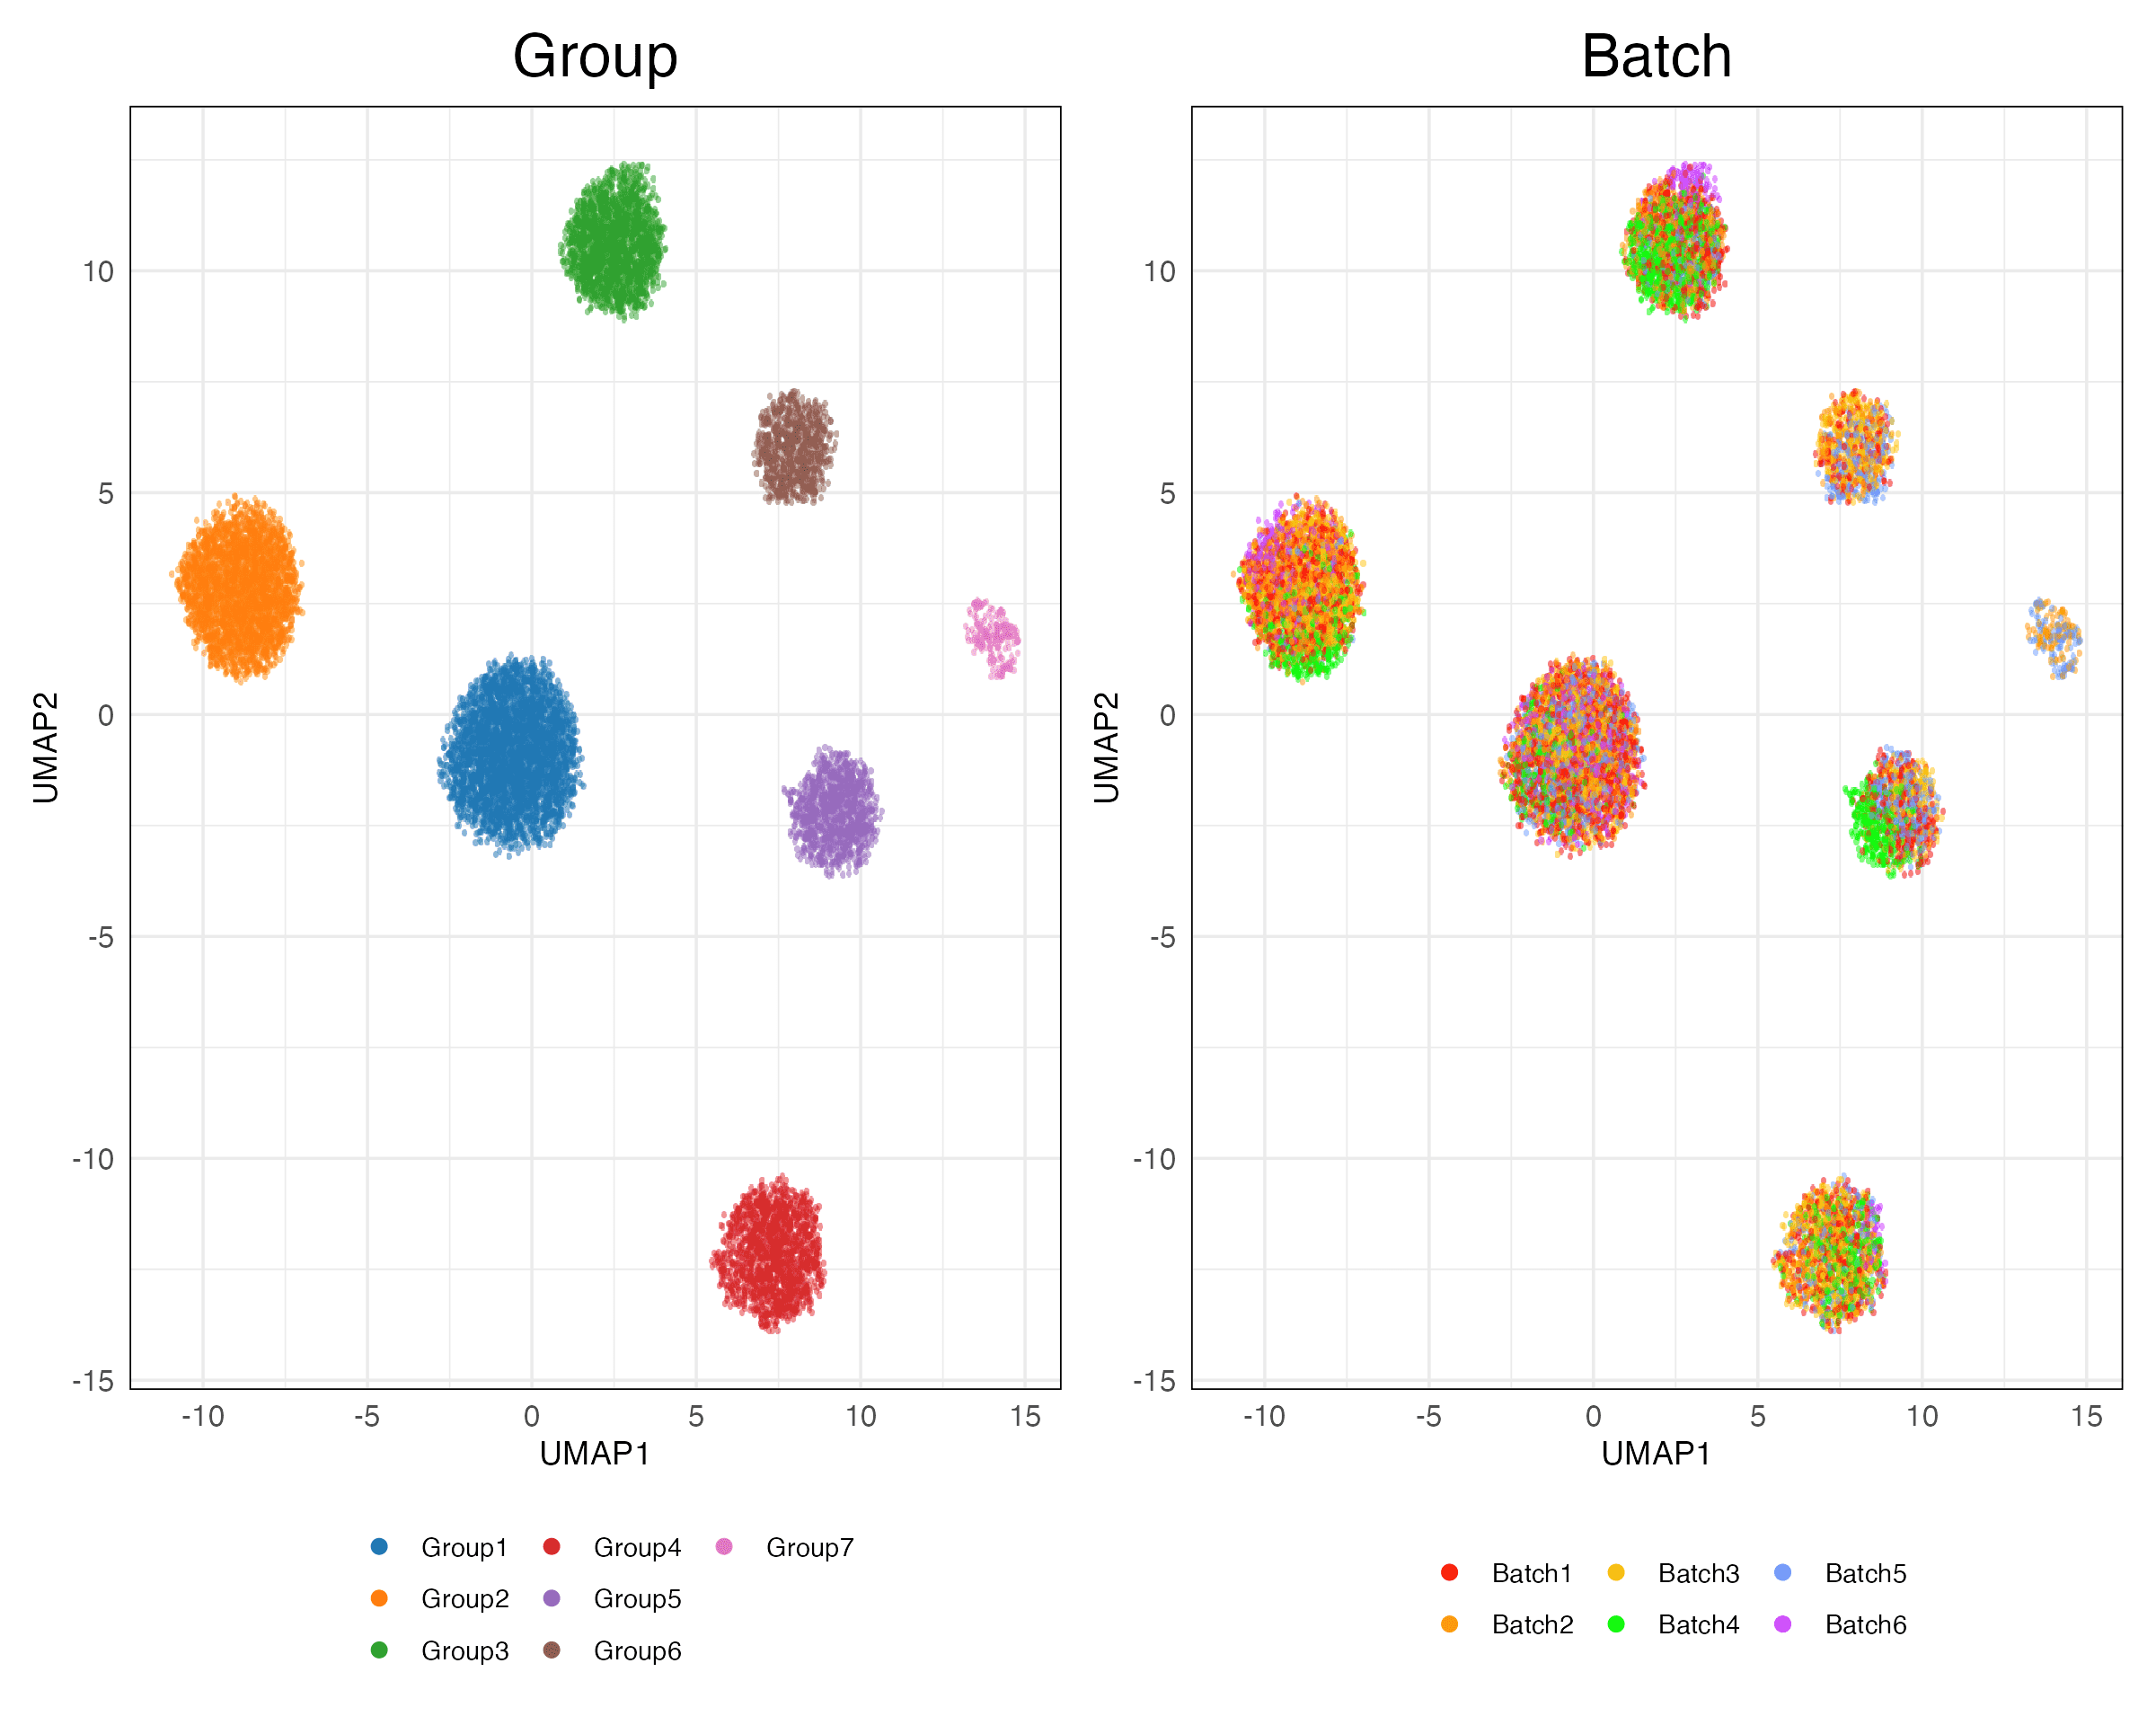 Group
10
5
0
-5
-10
-15
UMAP2
-10 -5 0 5 10 15
UMAP1
Group1 Group4 Group7
Group2 Group5
Group3 Group6
Batch
10
5
0
-5
-10
-15
UMAP2
-10 -5 0 5 10 15
UMAP1
Batch1 Batch3 Batch5
Batch2 Batch4 Batch6